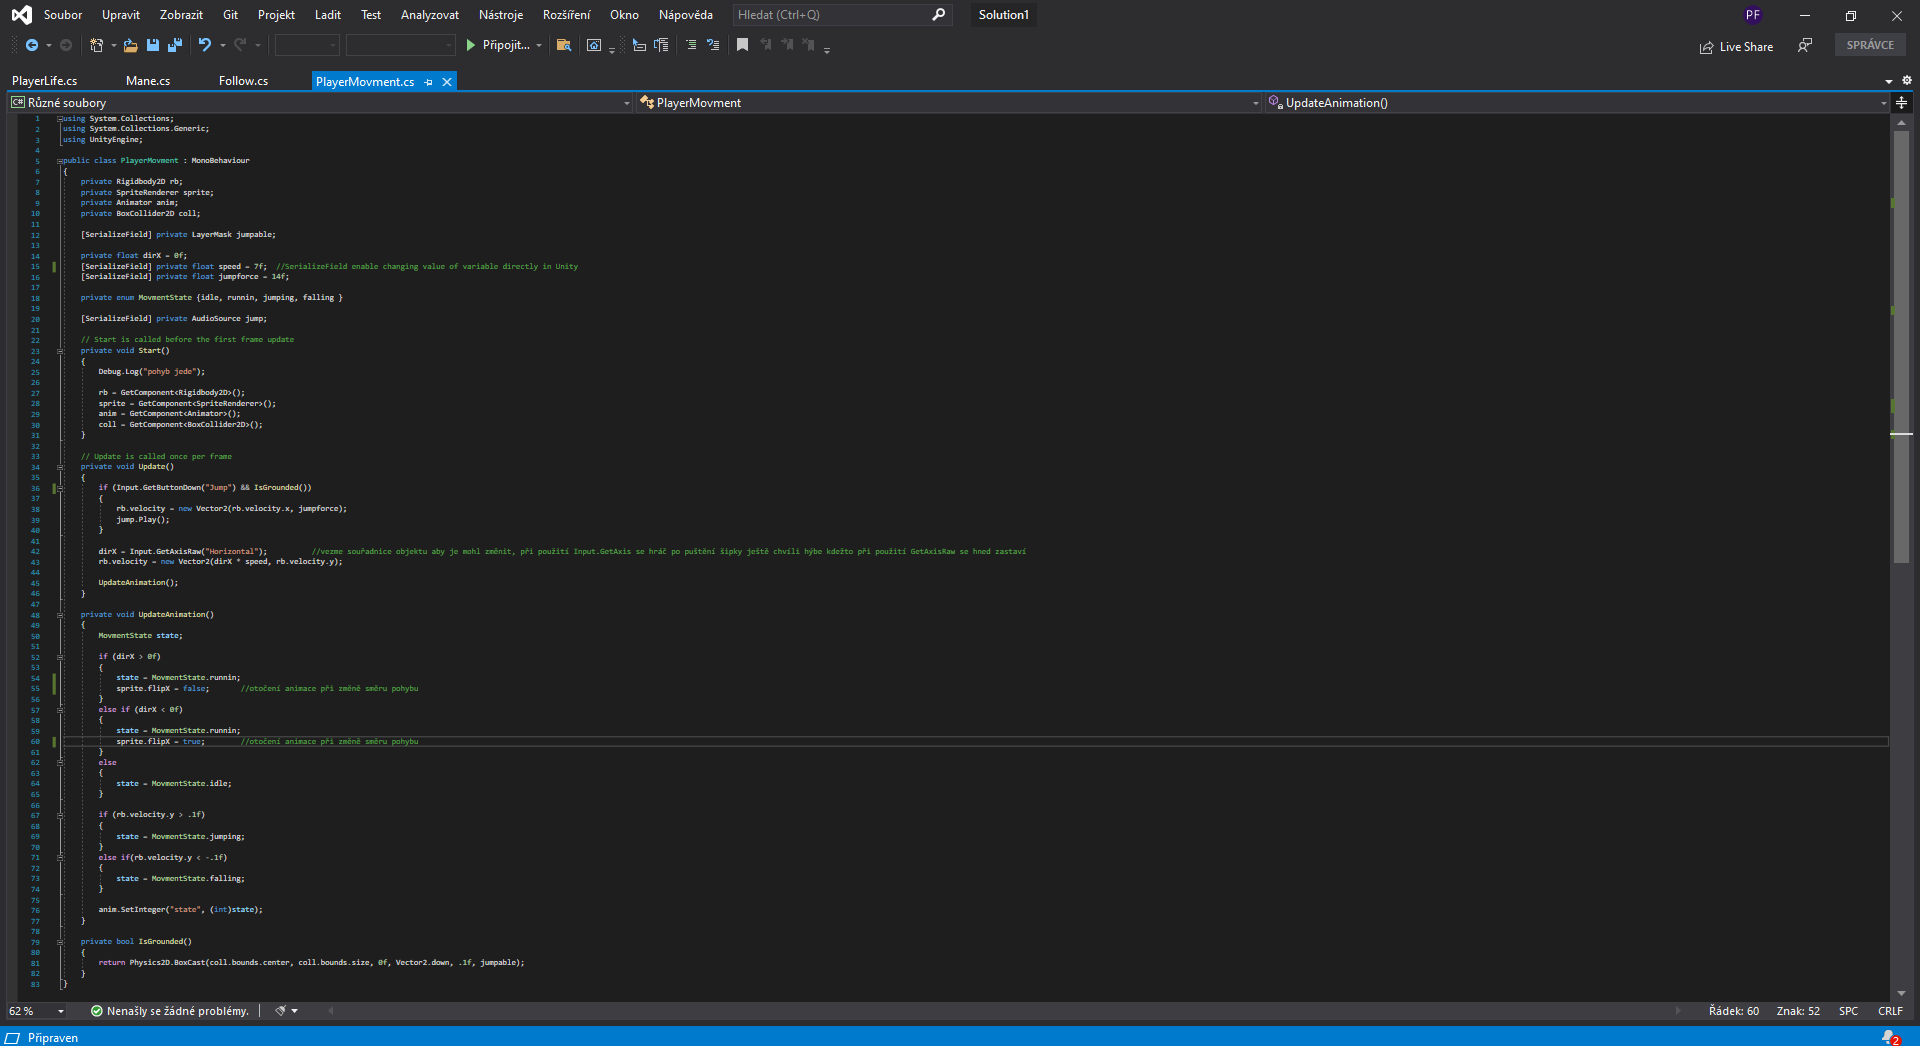 Soubor Upravit Zobrazit Git Projekt Ladit Test Analyzovat Nástroje Rozšíření Okno Nápověda Hledat (Ctrl+Q) Solution1 PF
Připojit... Live Share SPRÁVCE
PlayerLife.cs Mane.cs Follow.cs PlayerMovment.cs
C# Různé soubory PlayerMovment UpdateAnimation()
1 using System.Collections;
2 using System.Collections.Generic;
3 using UnityEngine;
4
5 public class PlayerMovment : MonoBehaviour
6 {
7 private Rigidbody2D rb;
8 private SpriteRenderer sprite;
9 private Animator anim;
10 private BoxCollider2D coll;
11
12 [SerializeField] private LayerMask jumpable;
13
14 private float dirX = 0f;
15 [SerializeField] private float speed = 7f; //SerializeField enable changing value of variable directly in Unity
16 [SerializeField] private float jumpforce = 14f;
17
18 private enum MovmentState {idle, runnin, jumping, falling }
19
20 [SerializeField] private AudioSource jump;
21
22 // Start is called before the first frame update
23 private void Start()
24 {
25 Debug.Log("pohyb jede");
26
27 rb = GetComponent<Rigidbody2D>();
28 sprite = GetComponent<SpriteRenderer>();
29 anim = GetComponent<Animator>();
30 coll = GetComponent<BoxCollider2D>();
31 }
32
33 // Update is called once per frame
34 private void Update()
35 {
36 if (Input.GetButtonDown("Jump") && IsGrounded())
37 {
38 rb.velocity = new Vector2(rb.velocity.x, jumpforce);
39 jump.Play();
40 }
41
42 dirX = Input.GetAxisRaw("Horizontal"); //vezme souřadnice objektu aby je mohl změnit, při použití Input.GetAxis se hráč po puštění šipky ještě chvíli hýbe kdežto při použití GetAxisRaw se hned zastaví
43 rb.velocity = new Vector2(dirX * speed, rb.velocity.y);
44
45 UpdateAnimation();
46 }
47
48 private void UpdateAnimation()
49 {
50 MovmentState state;
51
52 if (dirX > 0f)
53 {
54 state = MovmentState.runnin;
55 sprite.flipX = false; //otočení animace při změně směru pohybu
56 }
57 else if (dirX < 0f)
58 {
59 state = MovmentState.runnin;
60 sprite.flipX = true; //otočení animace při změně směru pohybu
61 }
62 else
63 {
64 state = MovmentState.idle;
65 }
66
67 if (rb.velocity.y > .1f)
68 {
69 state = MovmentState.jumping;
70 }
71 else if(rb.velocity.y < -.1f)
72 {
73 state = MovmentState.falling;
74 }
75
76 anim.SetInteger("state", (int)state);
77 }
78
79 private bool IsGrounded()
80 {
81 return Physics2D.BoxCast(coll.bounds.center, coll.bounds.size, 0f, Vector2.down, .1f, jumpable);
82 }
83 }
62 % Nenašly se žádné problémy. Řádek: 60 Znak: 52 SPC CRLF
Připraven 2